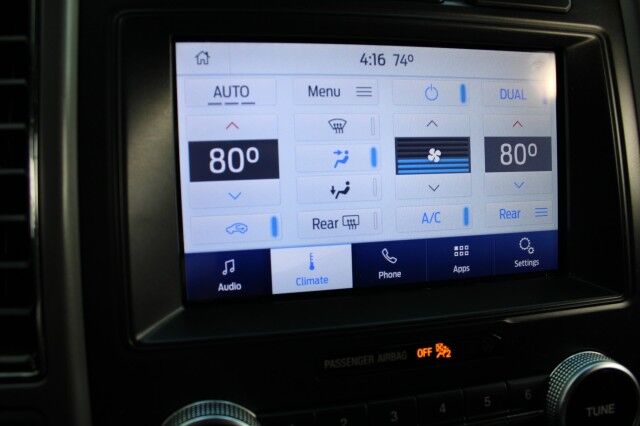 4:16 74°
AUTO Menu DUAL
80° 80°
Rear A/C Rear
Audio Climate Phone Apps Settings
PASSENGER AIRBAG OFF 2
2 3 4 5 6
TUNE